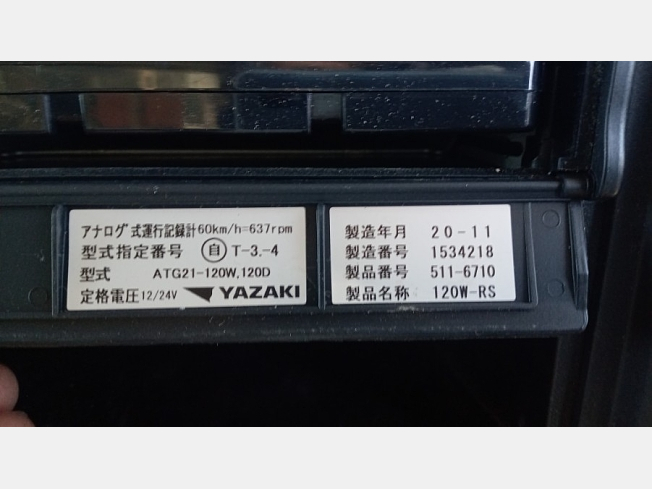 アナログ式運行記録計60km/h=637rpm
型式指定番号 自 T-3.-4
型式 ATG21-120W,120D
定格電圧12/24V YAZAKI
製造年月 20-11
製造番号 1534218
製品番号 511-6710
製品名称 120W-RS